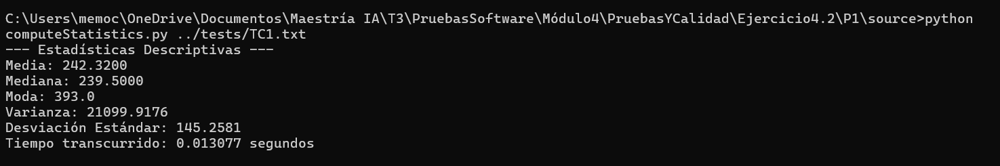 C:\Users\memoc\OneDrive\Documentos\Maestría IA\T3\PruebasSoftware\Módulo4\PruebasYCalidad\Ejercicio4.2\P1\source>python
computeStatistics.py ../tests/TC1.txt
--- Estadísticas Descriptivas ---
Media: 242.3200
Mediana: 239.5000
Moda: 393.0
Varianza: 21099.9176
Desviación Estándar: 145.2581
Tiempo transcurrido: 0.013077 segundos